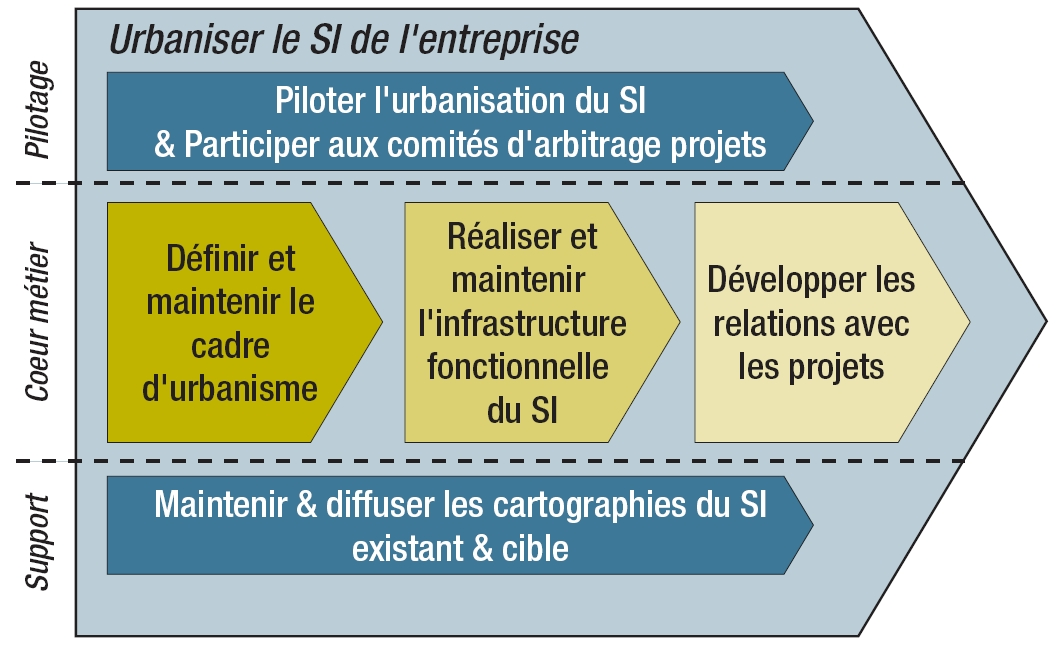 Urbaniser le SI de l'entreprise
Pilotage
Piloter l'urbanisation du SI
& Participer aux comités d'arbitrage projets
Coeur métier
Définir et
maintenir le
cadre
d'urbanisme
Réaliser et
maintenir
l'infrastructure
fonctionnelle
du SI
Développer les
relations avec
les projets
Support
Maintenir & diffuser les cartographies du SI
existant & cible